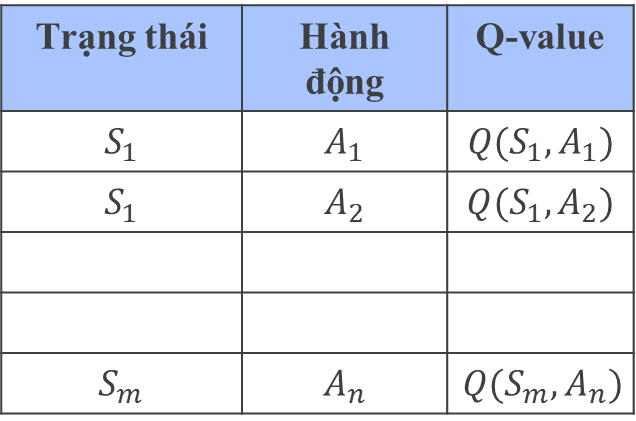 Trạng thái Hành động Q-value
S₁ A₁ Q(S₁, A₁)
S₁ A₂ Q(S₁, A₂)
Sₘ Aₙ Q(Sₘ, Aₙ)